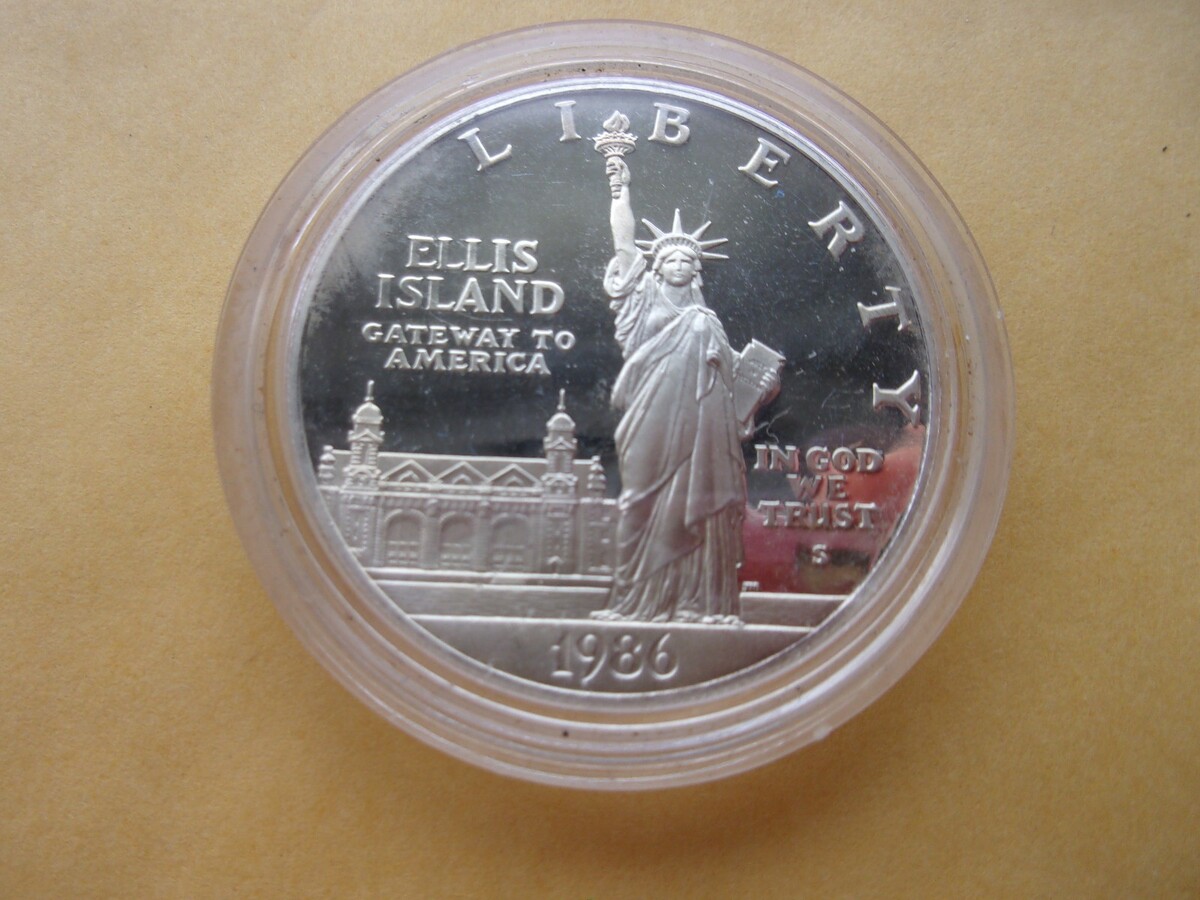 LIBERTY
ELLIS
ISLAND
GATEWAY TO
AMERICA
IN GOD
WE
TRUST
S
1986